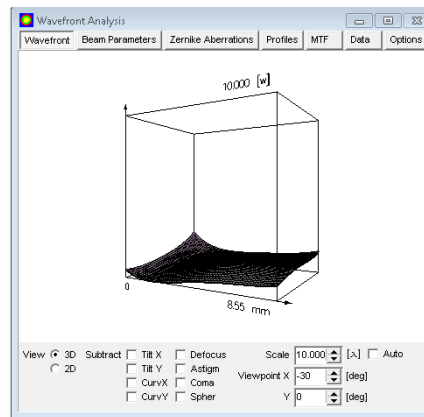 Wavefront Analysis
Wavefront Beam Parameters Zernike Aberrations Profiles MTF Data Options
10.000 [w]
0
8.55 mm
View 3D Subtract Tilt X Defocus Scale 10.000 [λ] Auto
2D Tilt Y Astigm Viewpoint X -30 [deg]
CurvX Coma Y 0 [deg]
CurvY Spher